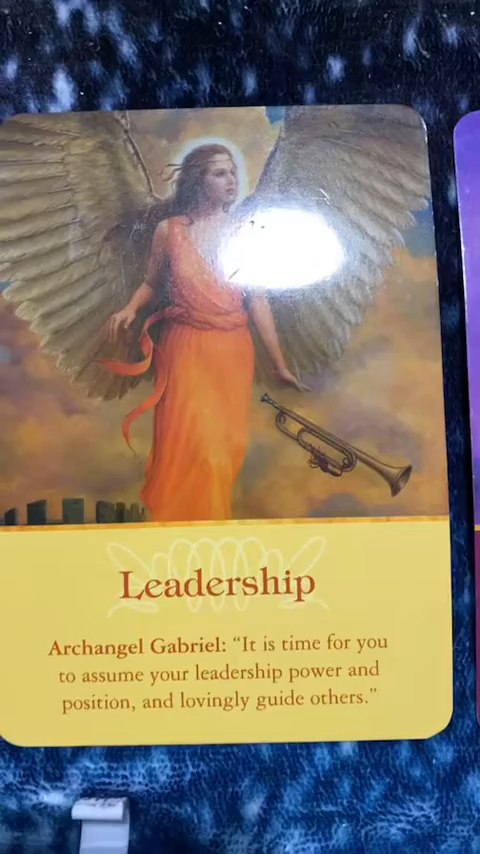 Leadership
Archangel Gabriel: “It is time for you
to assume your leadership power and
position, and lovingly guide others.”